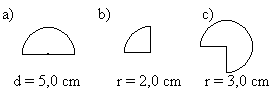 a) b) c)
d = 5,0 cm r = 2,0 cm r = 3,0 cm